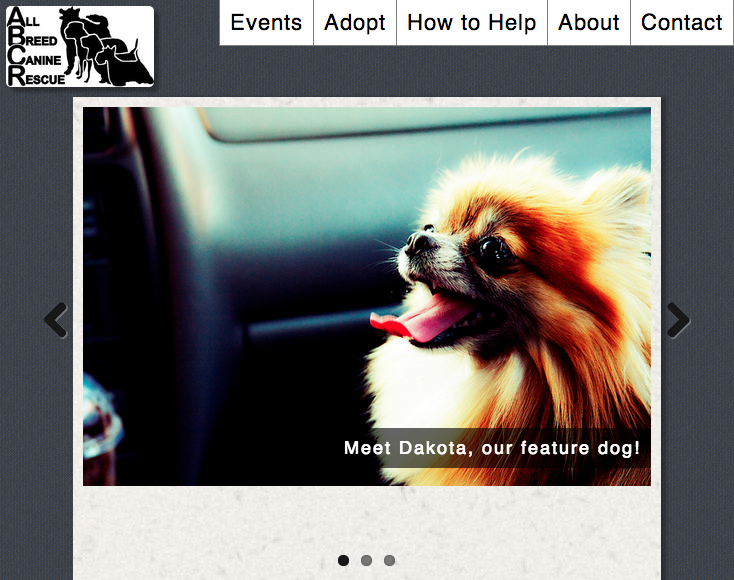 All
Breed
Canine
Rescue
Events
Adopt
How to Help
About
Contact
Meet Dakota, our feature dog!